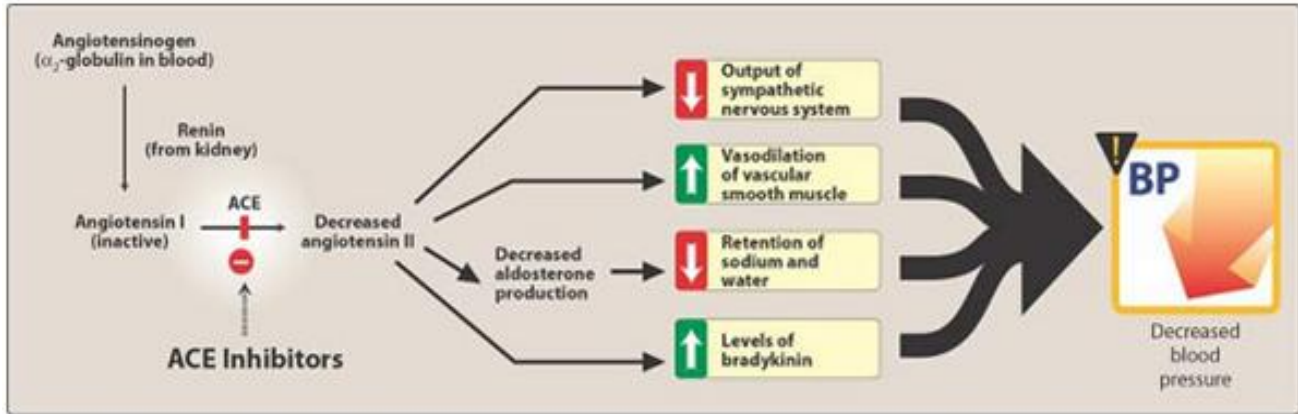 Angiotensinogen
(α₂-globulin in blood)
Renin
(from kidney)
Angiotensin I
(inactive)
ACE
Decreased
angiotensin II
ACE Inhibitors
Decreased
aldosterone
production
Output of
sympathetic
nervous system
Vasodilation
of vascular
smooth muscle
Retention of
sodium and
water
Levels of
bradykinin
!
BP
Decreased
blood
pressure